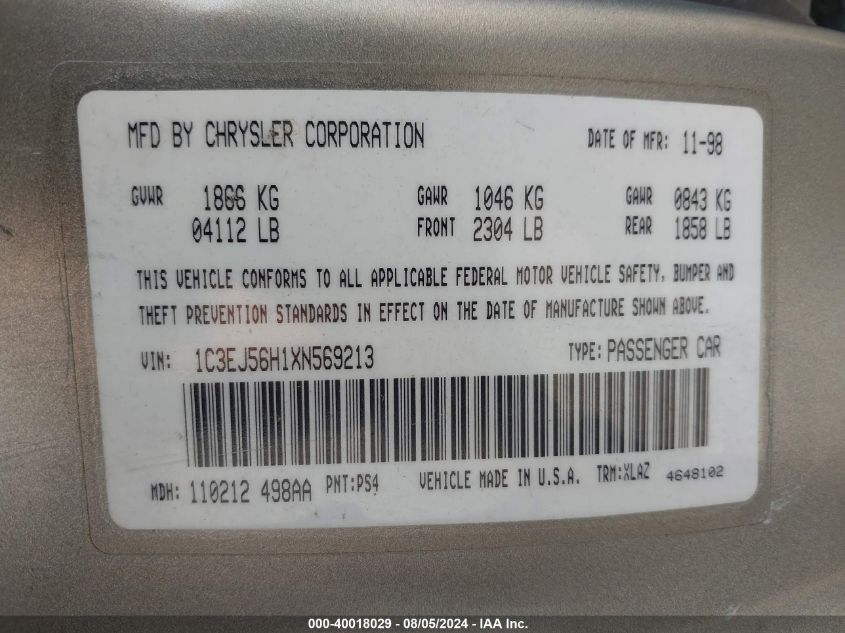 MFD BY CHRYSLER CORPORATION DATE OF MFR: 11-98
GVWR 1866 KG GAWR 1046 KG GAWR 0843 KG
04112 LB FRONT 2304 LB REAR 1858 LB
THIS VEHICLE CONFORMS TO ALL APPLICABLE FEDERAL MOTOR VEHICLE SAFETY, BUMPER AND
THEFT PREVENTION STANDARDS IN EFFECT ON THE DATE OF MANUFACTURE SHOWN ABOVE.
VIN: 1C3EJ56H1XN569213 TYPE: PASSENGER CAR
MDH: 110212 498AA PNT:PS4 VEHICLE MADE IN U.S.A. TRM:XLAZ 4648102
000-40018029 - 08/05/2024 - IAA Inc.